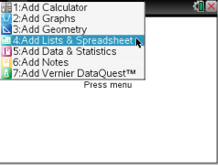 1:Add Calculator
2:Add Graphs
3:Add Geometry
4:Add Lists & Spreadsheet
5:Add Data & Statistics
6:Add Notes
7:Add Vernier DataQuest™
Press menu